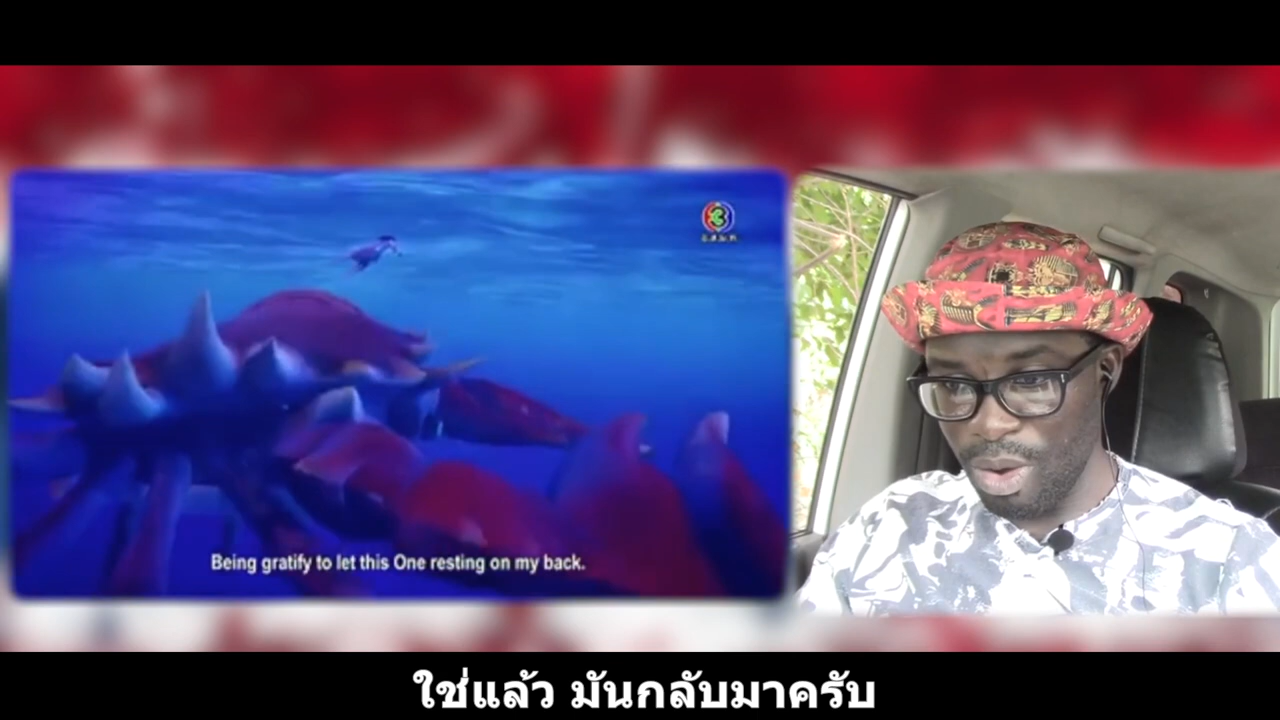 Being gratify to let this One resting on my back.
ใช่แล้ว มันกลับมาครับ